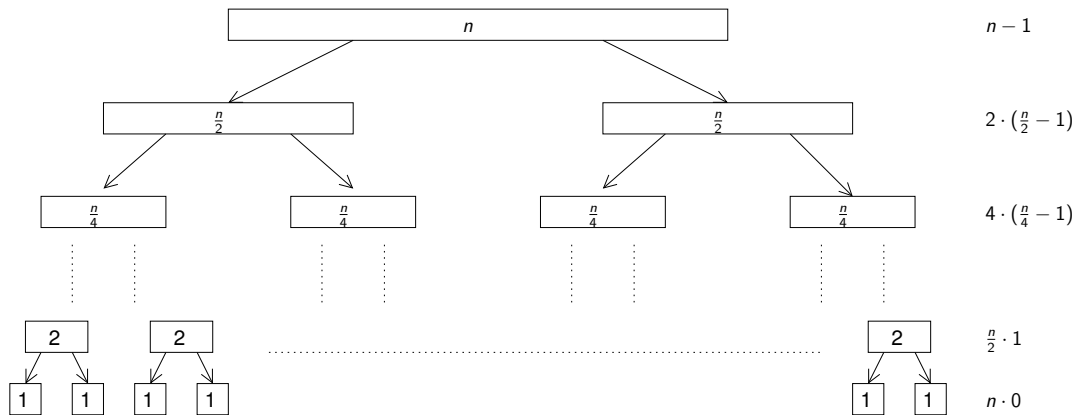 n n − 1
n/2 n/2 2 · (n/2 − 1)
n/4 n/4 n/4 n/4 4 · (n/4 − 1)
2 2 2 n/2 · 1
1 1 1 1 1 1 n · 0